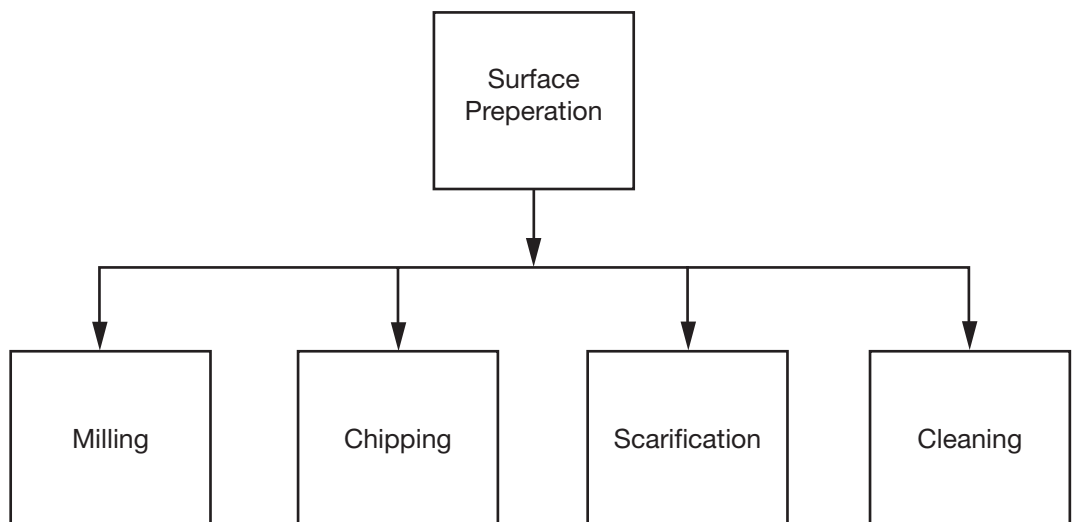 Surface
Preperation
Milling
Chipping
Scarification
Cleaning